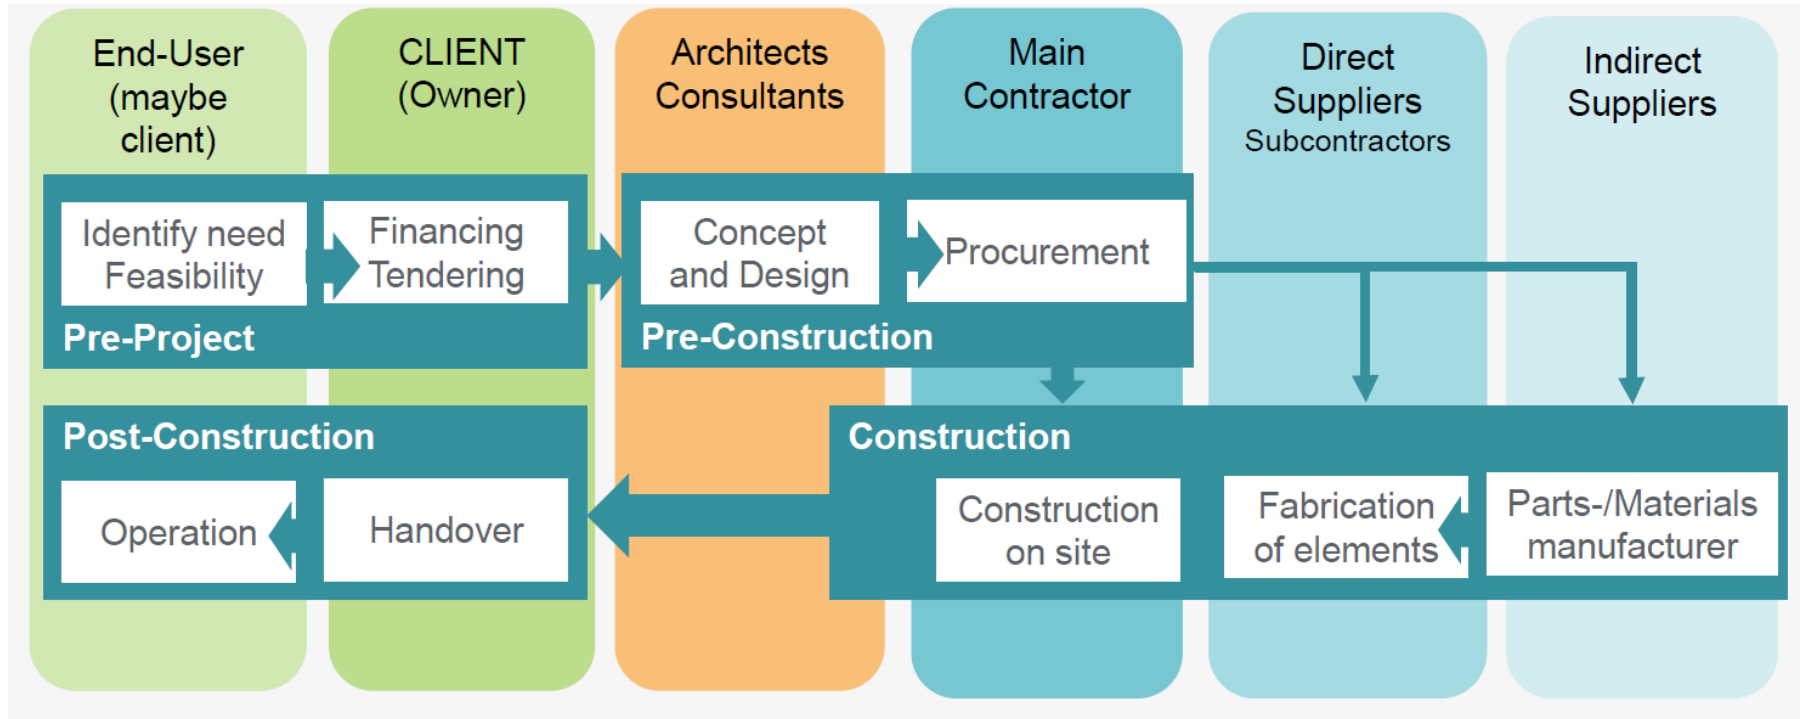 End-User
(maybe
client)
CLIENT
(Owner)
Architects
Consultants
Main
Contractor
Direct
Suppliers
Subcontractors
Indirect
Suppliers
Identify need
Feasibility
Financing
Tendering
Pre-Project
Concept
and Design
Procurement
Pre-Construction
Post-Construction
Operation
Handover
Construction
Construction
on site
Fabrication
of elements
Parts-/Materials
manufacturer